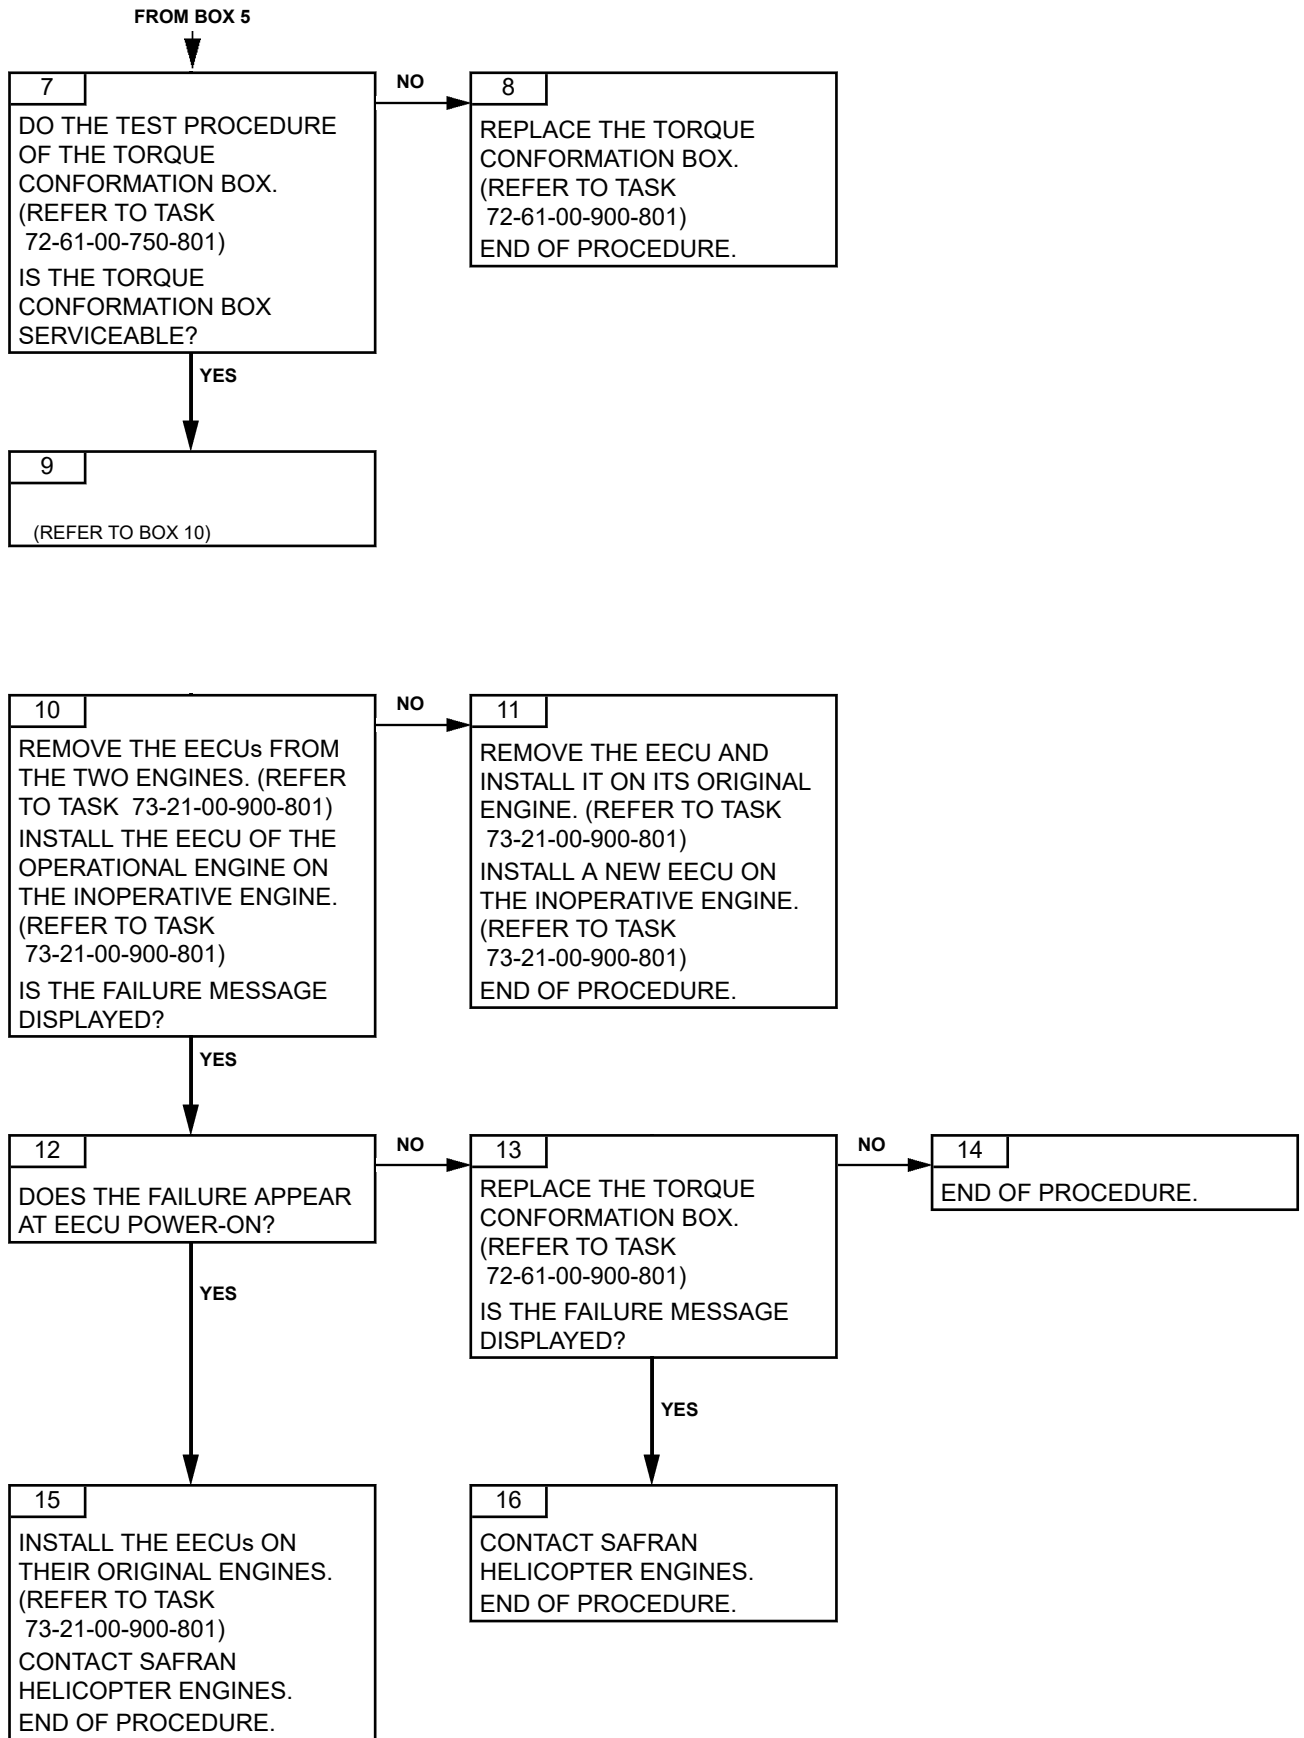 FROM BOX 5
7
DO THE TEST PROCEDURE
OF THE TORQUE
CONFORMATION BOX.
(REFER TO TASK
72-61-00-750-801)
IS THE TORQUE
CONFORMATION BOX
SERVICEABLE?
NO
8
REPLACE THE TORQUE
CONFORMATION BOX.
(REFER TO TASK
72-61-00-900-801)
END OF PROCEDURE.
YES
9
(REFER TO BOX 10)
10
REMOVE THE EECUs FROM
THE TWO ENGINES. (REFER
TO TASK 73-21-00-900-801)
INSTALL THE EECU OF THE
OPERATIONAL ENGINE ON
THE INOPERATIVE ENGINE.
(REFER TO TASK
73-21-00-900-801)
IS THE FAILURE MESSAGE
DISPLAYED?
NO
11
REMOVE THE EECU AND
INSTALL IT ON ITS ORIGINAL
ENGINE. (REFER TO TASK
73-21-00-900-801)
INSTALL A NEW EECU ON
THE INOPERATIVE ENGINE.
(REFER TO TASK
73-21-00-900-801)
END OF PROCEDURE.
YES
12
DOES THE FAILURE APPEAR
AT EECU POWER-ON?
NO
13
REPLACE THE TORQUE
CONFORMATION BOX.
(REFER TO TASK
72-61-00-900-801)
IS THE FAILURE MESSAGE
DISPLAYED?
NO
14
END OF PROCEDURE.
YES
YES
15
INSTALL THE EECUs ON
THEIR ORIGINAL ENGINES.
(REFER TO TASK
73-21-00-900-801)
CONTACT SAFRAN
HELICOPTER ENGINES.
END OF PROCEDURE.
16
CONTACT SAFRAN
HELICOPTER ENGINES.
END OF PROCEDURE.